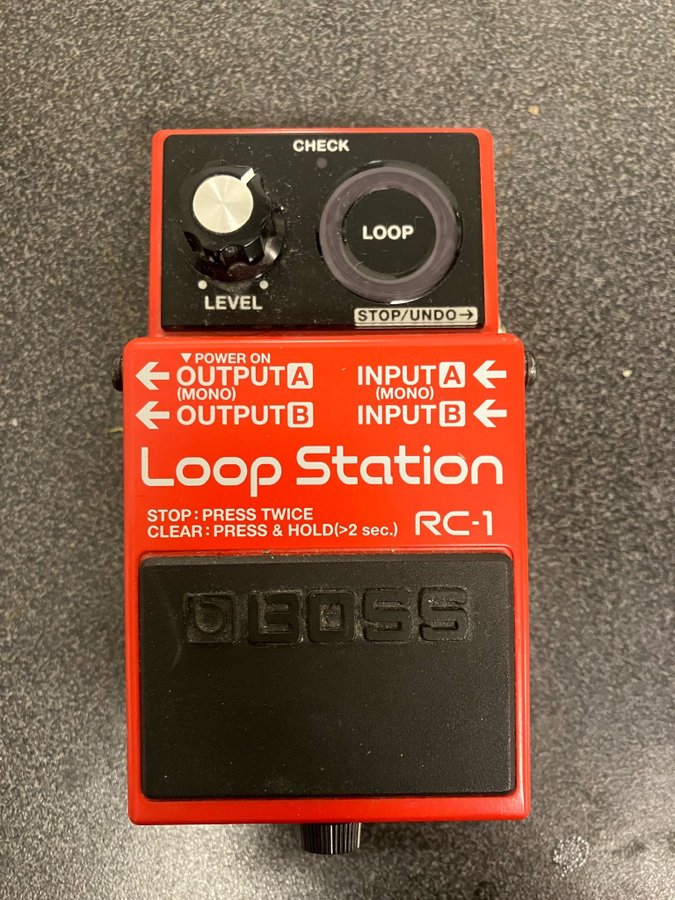 CHECK
LOOP
LEVEL
STOP/UNDO→
▼POWER ON
← OUTPUT A INPUT A ←
(MONO) (MONO)
← OUTPUT B INPUT B ←
Loop Station
STOP : PRESS TWICE
CLEAR : PRESS & HOLD(>2 sec.) RC-1
BOSS